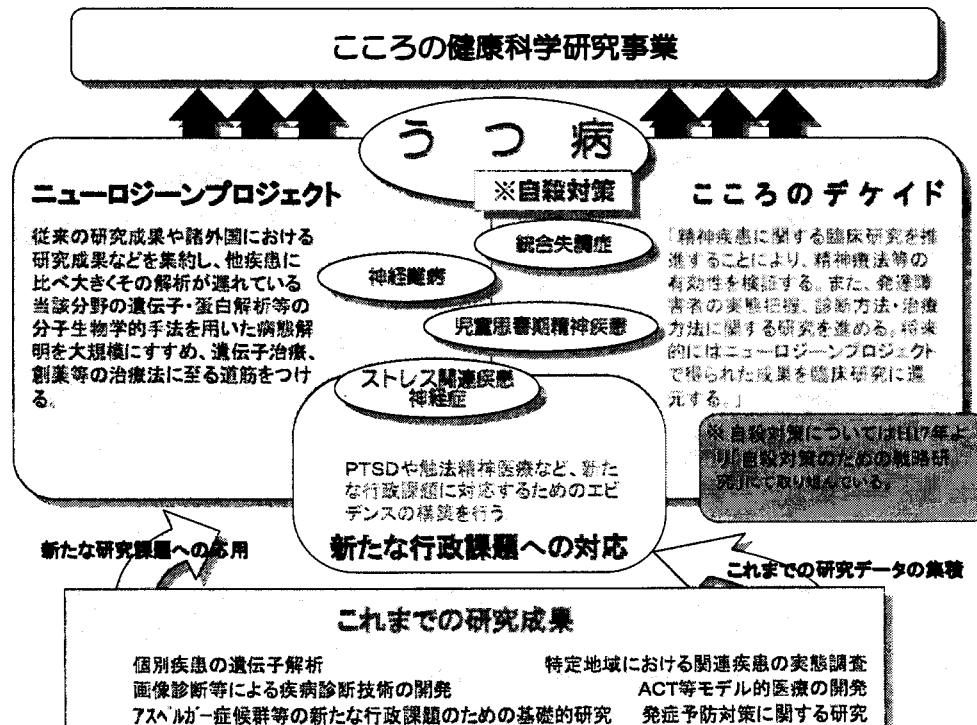 こころの健康科学研究事業
うつ病
※自殺対策
ニューロジーンプロジェクト
従来の研究成果や諸外国における
研究成果などを集約し、他疾患に
比べ大きくその解析が遅れている
当該分野の遺伝子・蛋白解析等の
分子生物学的手法を用いた病態解
明を大規模にすすめ、遺伝子治療、
創薬等の治療法に至る道筋をつけ
る。
統合失調症
神経難病
児童思春期精神疾患
ストレス関連疾患
神経症
こころのデケイド
「精神疾患に関する臨床研究を推
進することにより、精神療法等の
有効性を検証する。また、発達障
害者の実態把握、診断方法・治療
方法に関する研究を進める。将来
的にはニューロジーンプロジェクト
で得られた成果を臨床研究に還
元する。」
※自殺対策についてはH17年よ
り「自殺対策のための戦略研
究」にて取り組んでいる。
PTSDや触法精神医療など、新た
な行政課題に対応するためのエビ
デンスの構築を行う
新たな行政課題への対応
新たな研究課題への応用
これまでの研究データの集積
これまでの研究成果
個別疾患の遺伝子解析
特定地域における関連疾患の実態調査
画像診断等による疾病診断技術の開発
ACT等モデル的医療の開発
アスペルガー症候群等の新たな行政課題のための基礎的研究
発症予防対策に関する研究